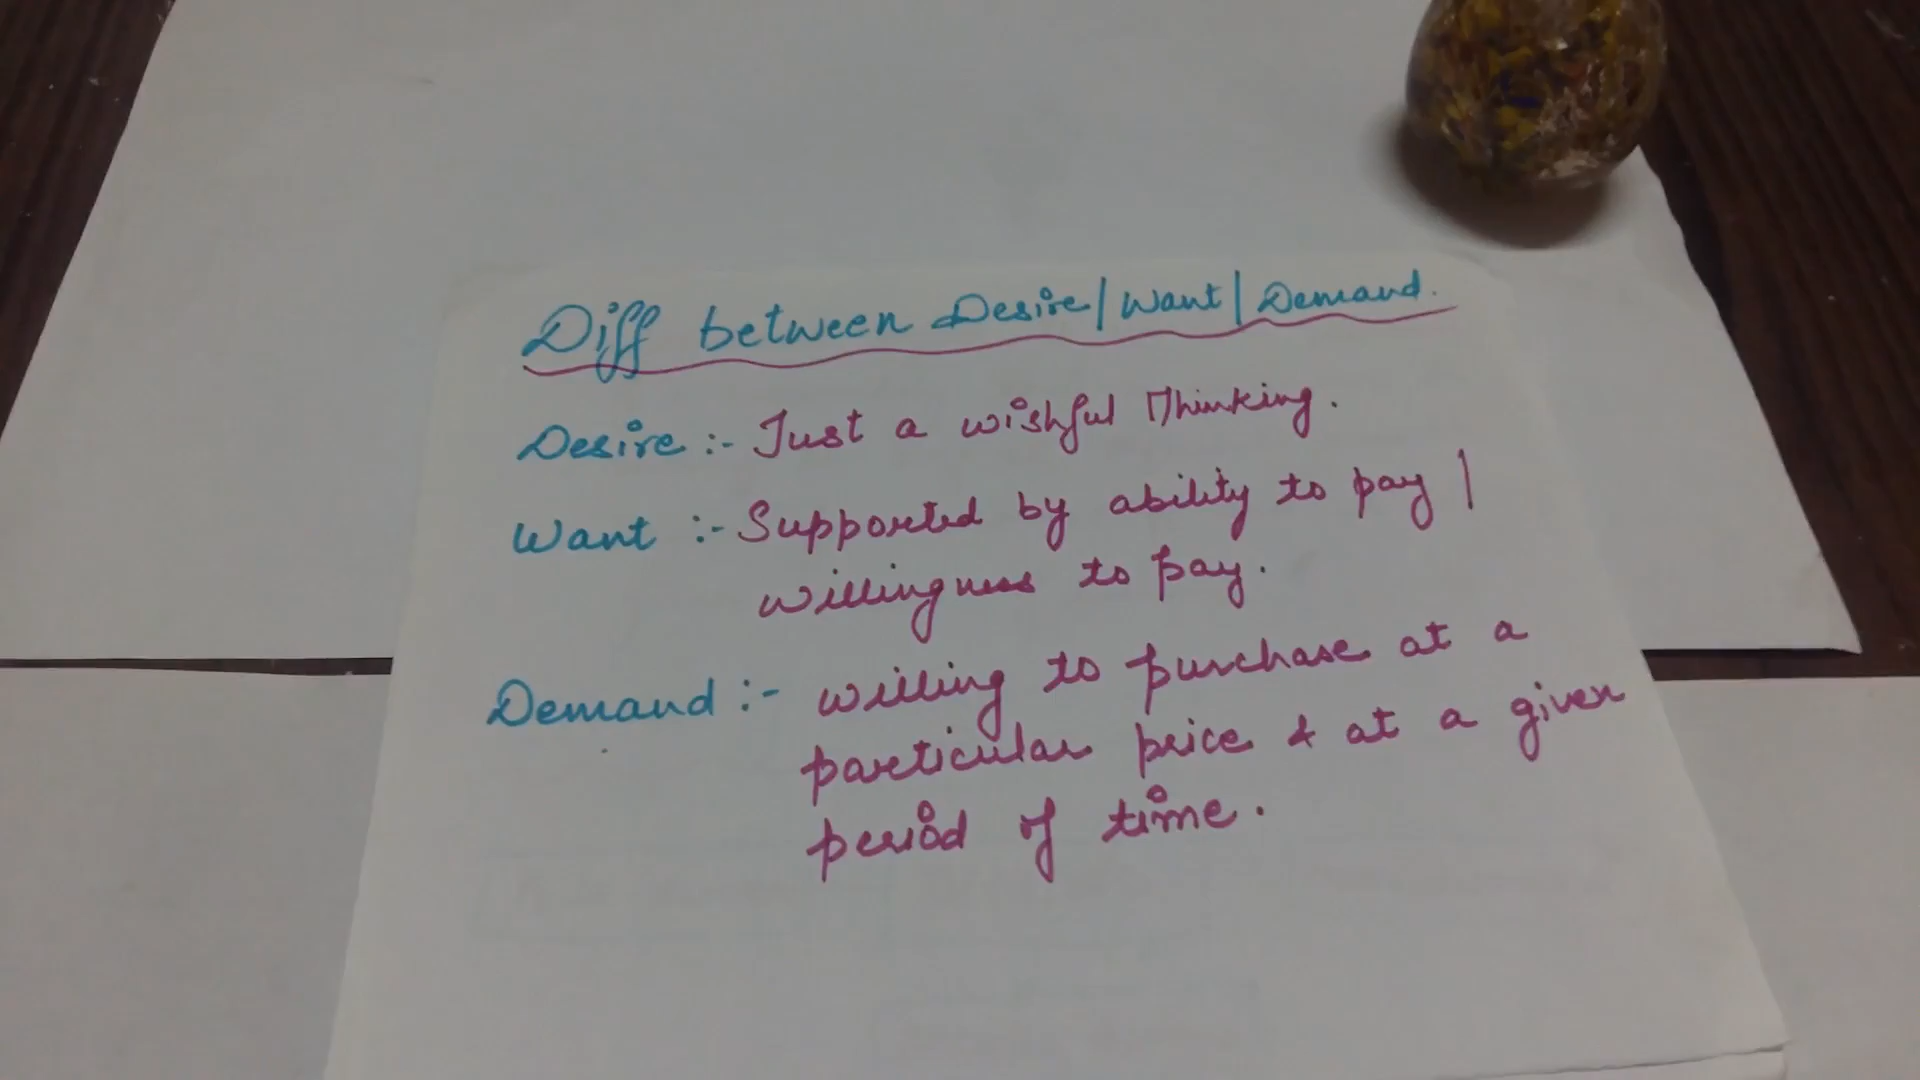 Diff between Desire/Want/Demand.
Desire :- Just a wishful Thinking.
Want :- Supported by ability to pay /
willingness to pay.
Demand :- willing to purchase at a
particular price & at a given
period of time.